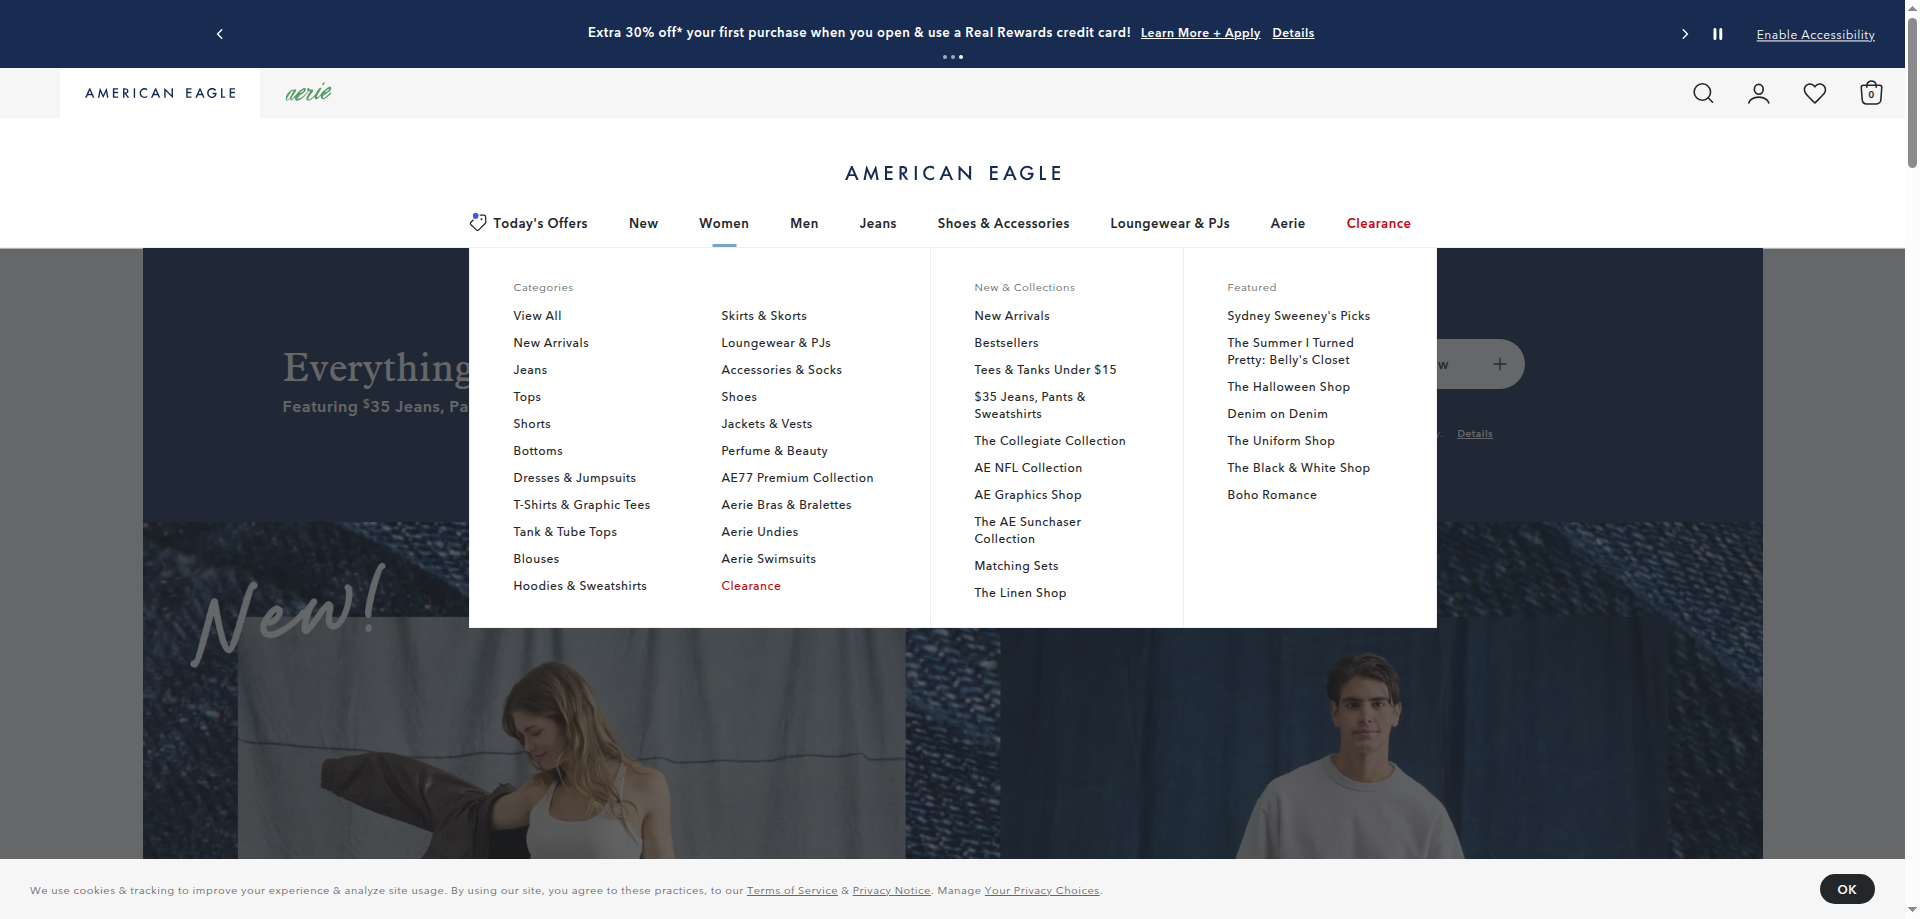 Extra 30% off* your first purchase when you open & use a Real Rewards credit card! Learn More + Apply Details
Enable Accessibility
AMERICAN EAGLE
aerie
0
AMERICAN EAGLE
Today's Offers
New
Women
Men
Jeans
Shoes & Accessories
Loungewear & PJs
Aerie
Clearance
Categories
View All
New Arrivals
Jeans
Tops
Shorts
Bottoms
Dresses & Jumpsuits
T-Shirts & Graphic Tees
Tank & Tube Tops
Blouses
Hoodies & Sweatshirts
Skirts & Skorts
Loungewear & PJs
Accessories & Socks
Shoes
Jackets & Vests
Perfume & Beauty
AE77 Premium Collection
Aerie Bras & Bralettes
Aerie Undies
Aerie Swimsuits
Clearance
New & Collections
New Arrivals
Bestsellers
Tees & Tanks Under $15
$35 Jeans, Pants &
Sweatshirts
The Collegiate Collection
AE NFL Collection
AE Graphics Shop
The AE Sunchaser
Collection
Matching Sets
The Linen Shop
Featured
Sydney Sweeney's Picks
The Summer I Turned
Pretty: Belly's Closet
The Halloween Shop
Denim on Denim
The Uniform Shop
The Black & White Shop
Boho Romance
Everything
Featuring $35 Jeans, Pa
Details
New!
We use cookies & tracking to improve your experience & analyze site usage. By using our site, you agree to these practices, to our Terms of Service & Privacy Notice. Manage Your Privacy Choices.
OK